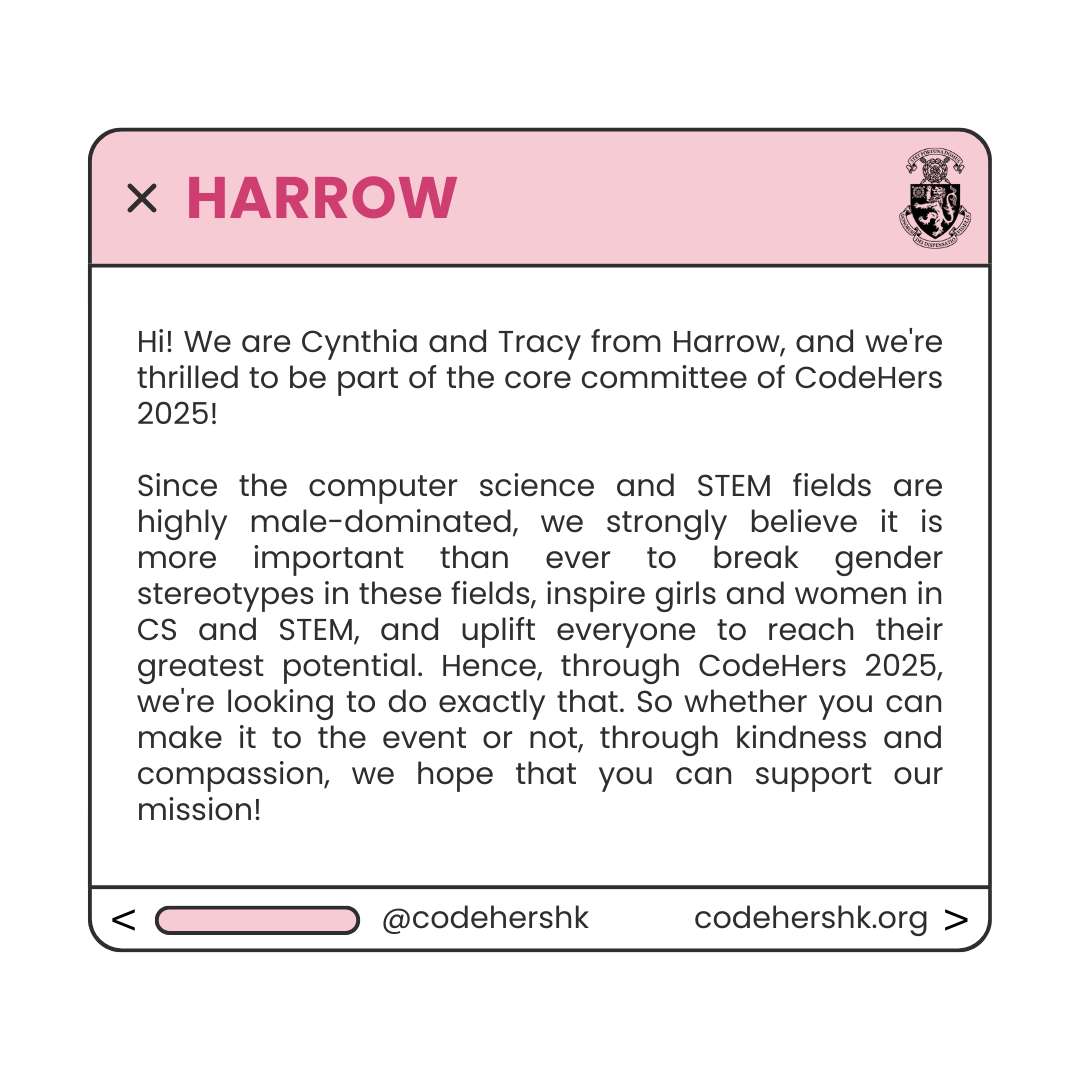 HARROW
Hi! We are Cynthia and Tracy from Harrow, and we're
thrilled to be part of the core committee of CodeHers
2025!
Since the computer science and STEM fields are
highly male-dominated, we strongly believe it is
more important than ever to break gender
stereotypes in these fields, inspire girls and women in
CS and STEM, and uplift everyone to reach their
greatest potential. Hence, through CodeHers 2025,
we're looking to do exactly that. So whether you can
make it to the event or not, through kindness and
compassion, we hope that you can support our
mission!
< @codehershk codehershk.org >